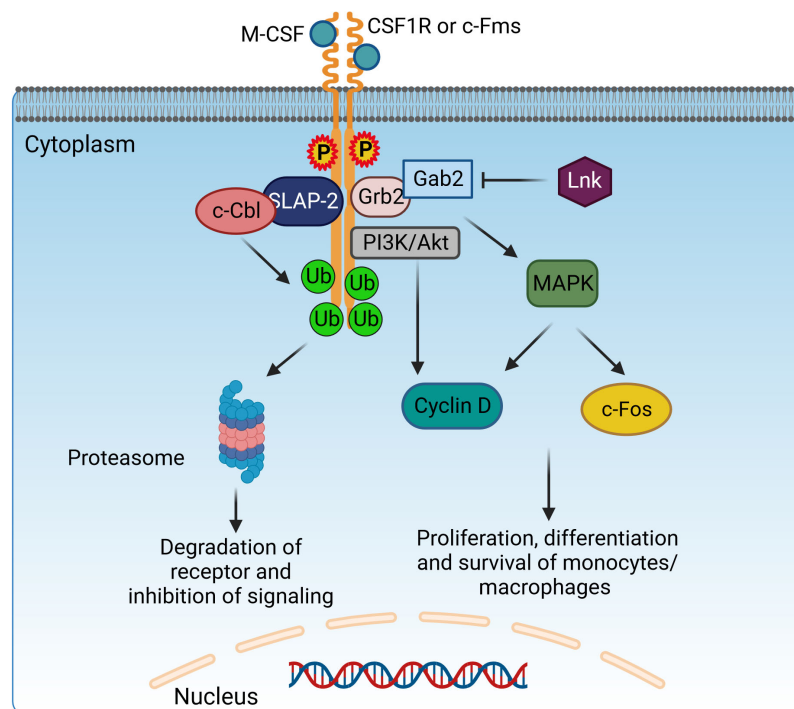 M-CSF
CSF1R or c-Fms
Cytoplasm
P
P
c-Cbl
SLAP-2
Grb2
Gab2
Lnk
PI3K/Akt
Ub
Ub
MAPK
Ub
Ub
Cyclin D
c-Fos
Proteasome
Degradation of
receptor and
inhibition of signaling
Proliferation, differentiation
and survival of monocytes/
macrophages
Nucleus